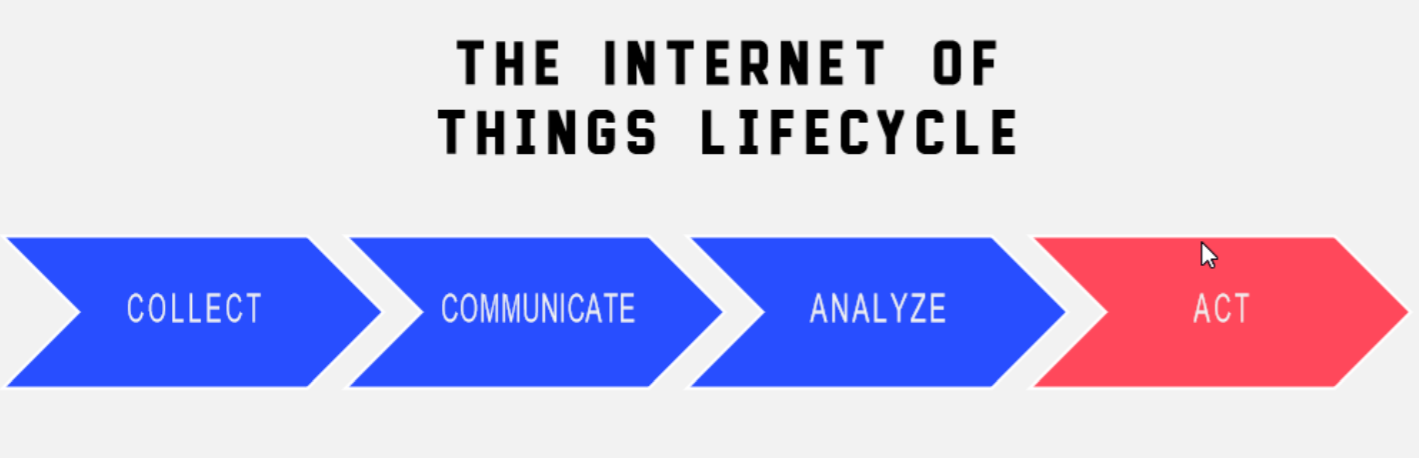 THE INTERNET OF
THINGS LIFECYCLE
COLLECT
COMMUNICATE
ANALYZE
ACT